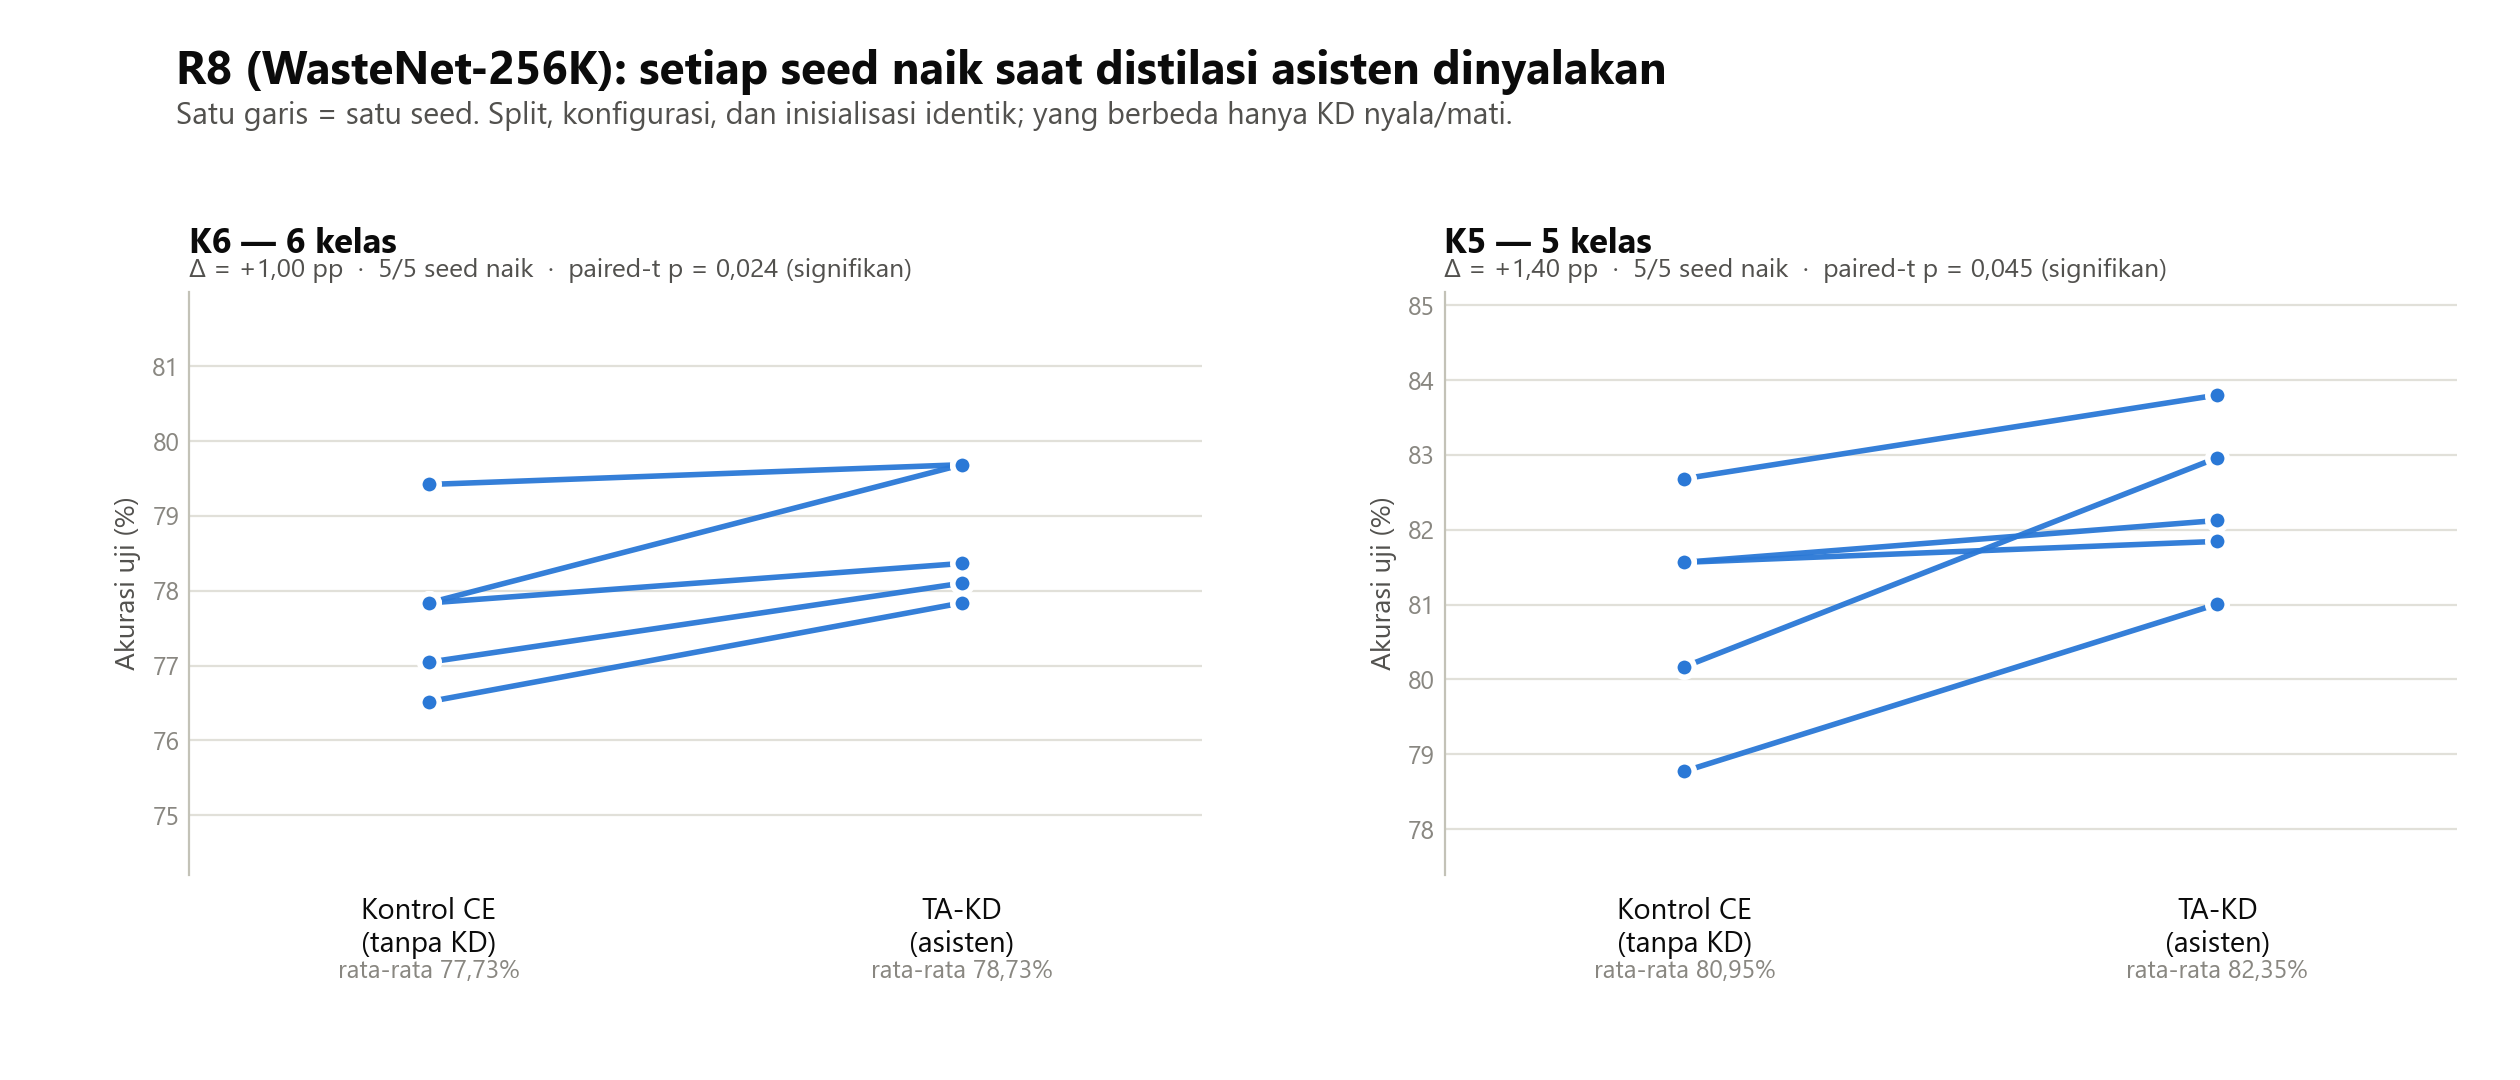 R8 (WasteNet-256K): setiap seed naik saat distilasi asisten dinyalakan
Satu garis = satu seed. Split, konfigurasi, dan inisialisasi identik; yang berbeda hanya KD nyala/mati.
K6 — 6 kelas
Δ = +1,00 pp · 5/5 seed naik · paired-t p = 0,024 (signifikan)
Akurasi uji (%)
81
80
79
78
77
76
75
Kontrol CE
(tanpa KD)
rata-rata 77,73%
TA-KD
(asisten)
rata-rata 78,73%
K5 — 5 kelas
Δ = +1,40 pp · 5/5 seed naik · paired-t p = 0,045 (signifikan)
Akurasi uji (%)
85
84
83
82
81
80
79
78
Kontrol CE
(tanpa KD)
rata-rata 80,95%
TA-KD
(asisten)
rata-rata 82,35%